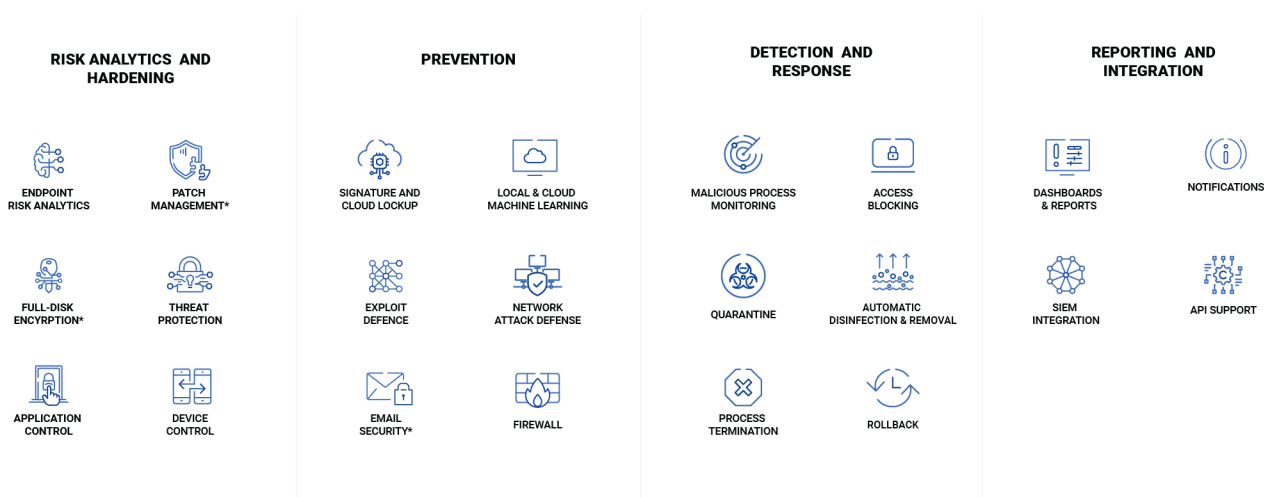 RISK ANALYTICS AND
HARDENING
ENDPOINT
RISK ANALYTICS
PATCH
MANAGEMENT*
FULL-DISK
ENCYRPTION*
THREAT
PROTECTION
APPLICATION
CONTROL
DEVICE
CONTROL
PREVENTION
SIGNATURE AND
CLOUD LOCKUP
LOCAL & CLOUD
MACHINE LEARNING
EXPLOIT
DEFENCE
NETWORK
ATTACK DEFENSE
EMAIL
SECURITY*
FIREWALL
DETECTION AND
RESPONSE
MALICIOUS PROCESS
MONITORING
ACCESS
BLOCKING
QUARANTINE
AUTOMATIC
DISINFECTION & REMOVAL
PROCESS
TERMINATION
ROLLBACK
REPORTING AND
INTEGRATION
DASHBOARDS
& REPORTS
NOTIFICATIONS
SIEM
INTEGRATION
API SUPPORT